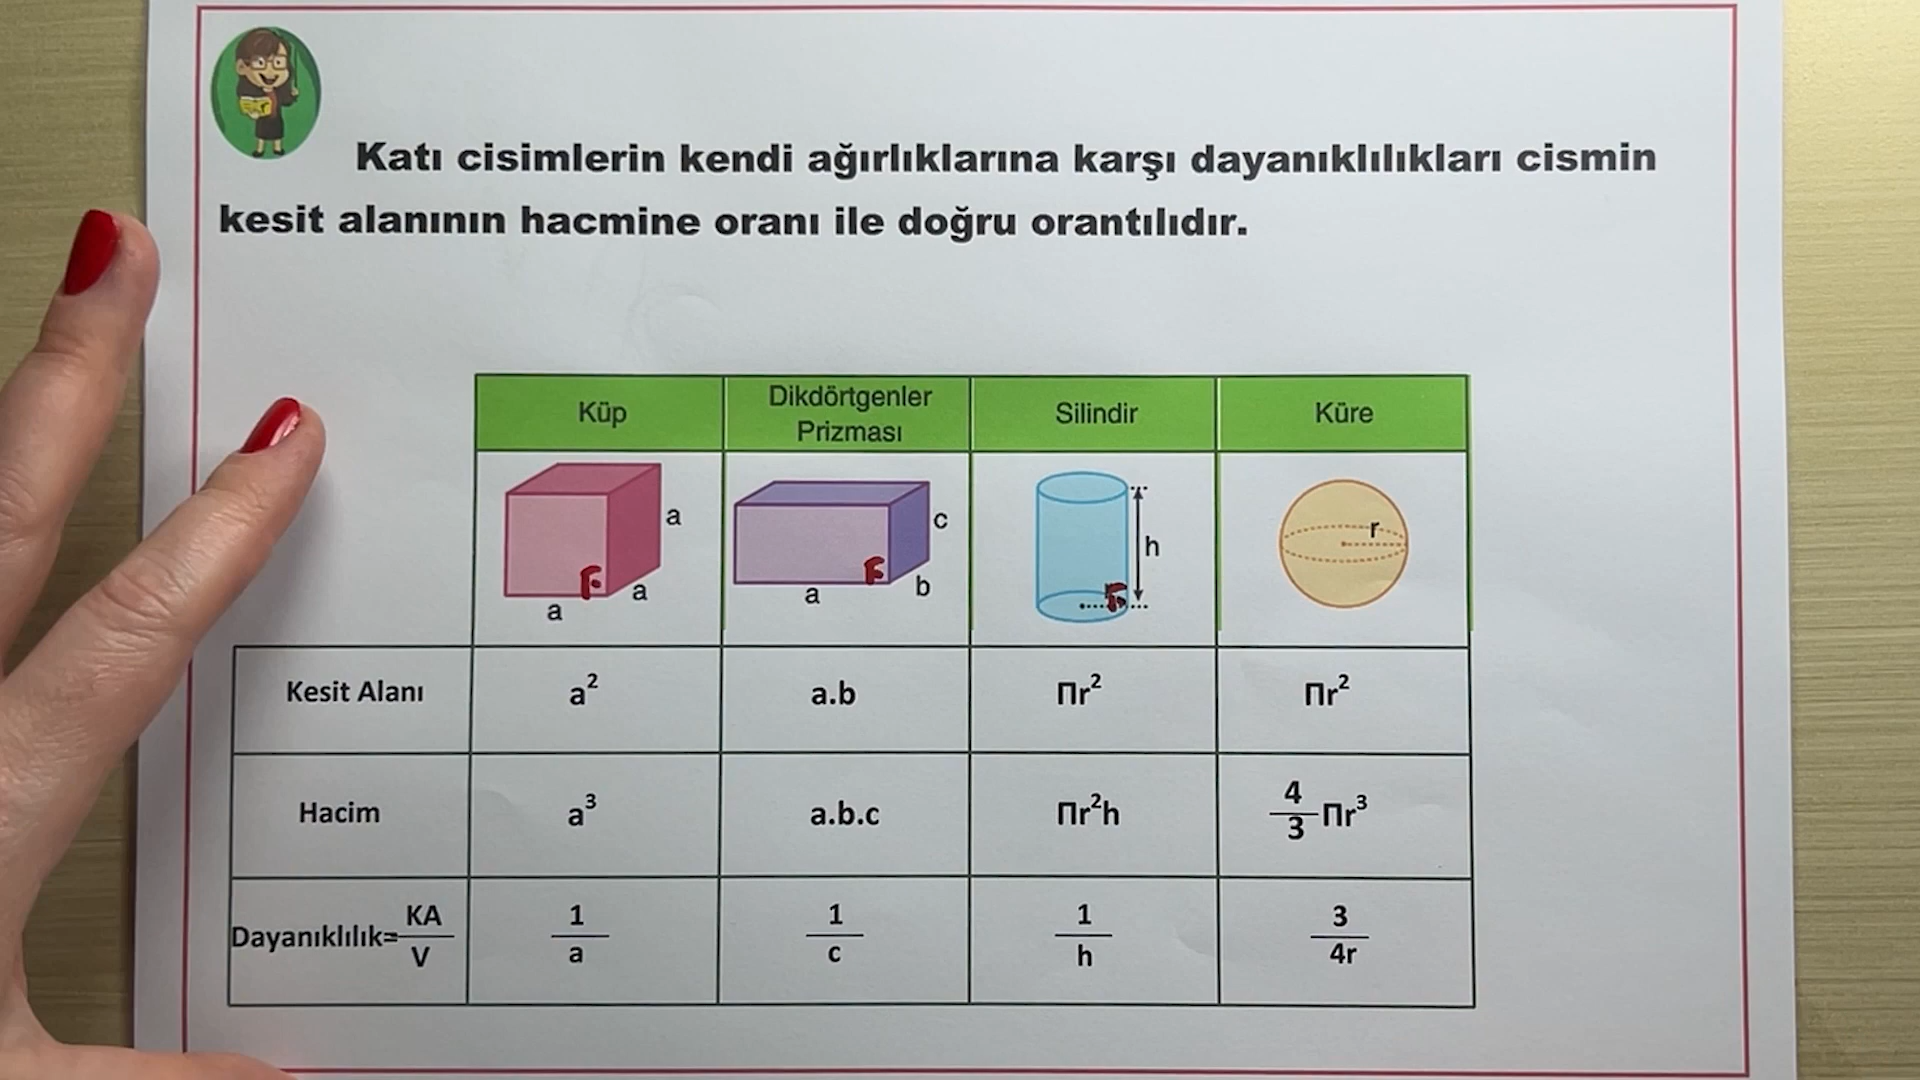 Katı cisimlerin kendi ağırlıklarına karşı dayanıklılıkları cismin
kesit alanının hacmine oranı ile doğru orantılıdır.
Küp
Dikdörtgenler
Prizması
Silindir
Küre
a
a
a
c
b
a
h
r
Kesit Alanı
a²
a.b
Πr²
Πr²
Hacim
a³
a.b.c
Πr²h
4/3 Πr³
Dayanıklılık=KA/V
1/a
1/c
1/h
3/4r